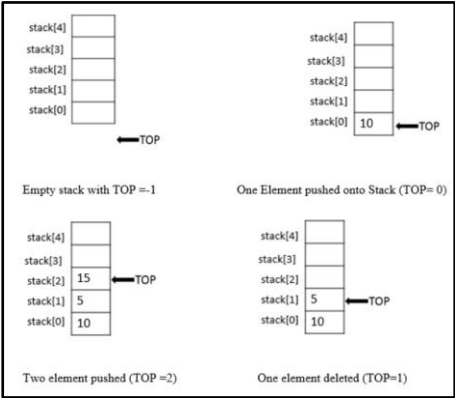 stack[4]
stack[3]
stack[2]
stack[1]
stack[0]
TOP
Empty stack with TOP =-1
stack[4]
stack[3]
stack[2]
stack[1]
stack[0] 10 TOP
One Element pushed onto Stack (TOP= 0)
stack[4]
stack[3]
stack[2] 15 TOP
stack[1] 5
stack[0] 10
Two element pushed (TOP =2)
stack[4]
stack[3]
stack[2]
stack[1] 5 TOP
stack[0] 10
One element deleted (TOP=1)